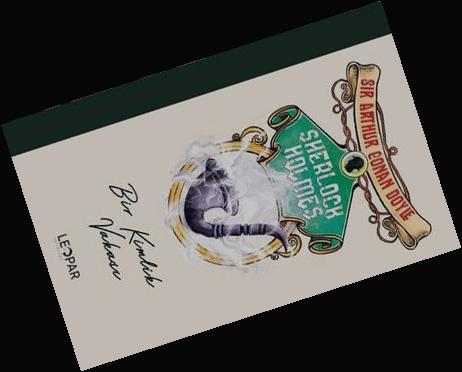 SIR ARTHUR CONAN DOYLE
SHERLOCK
HOLMES
Bir Kimlik
Vakası
LEOPAR